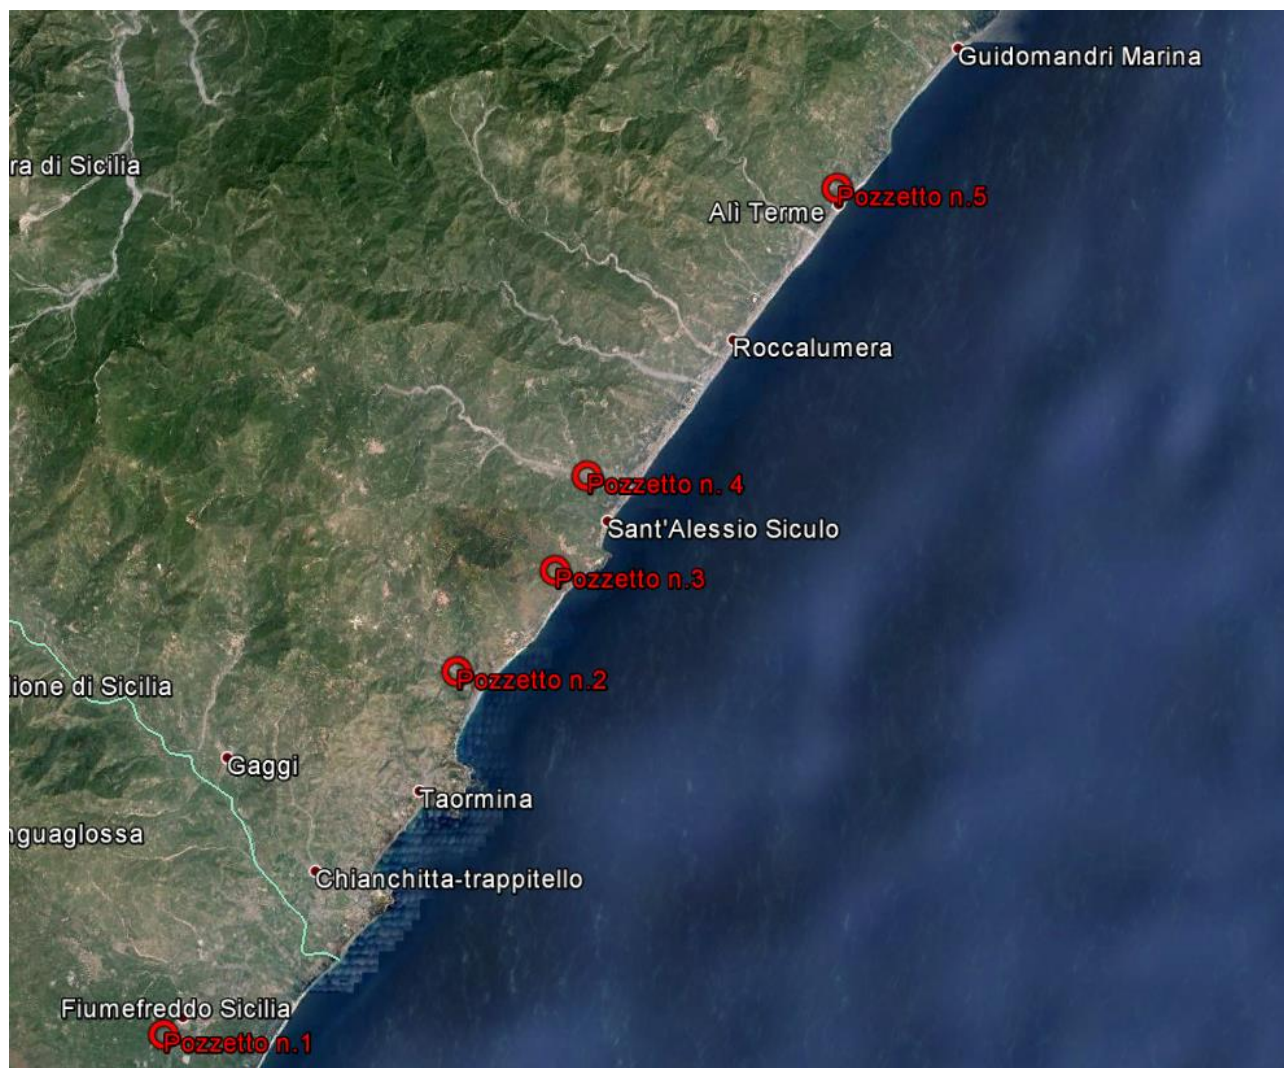 Guidomandri Marina
ra di Sicilia
Pozzetto n.5
Alì Terme
Roccalumera
Pozzetto n. 4
Sant'Alessio Siculo
Pozzetto n.3
Pozzetto n.2
lione di Sicilia
Gaggi
Taormina
nguaglossa
Chianchitta-trappitello
Fiumefreddo Sicilia
Pozzetto n.1